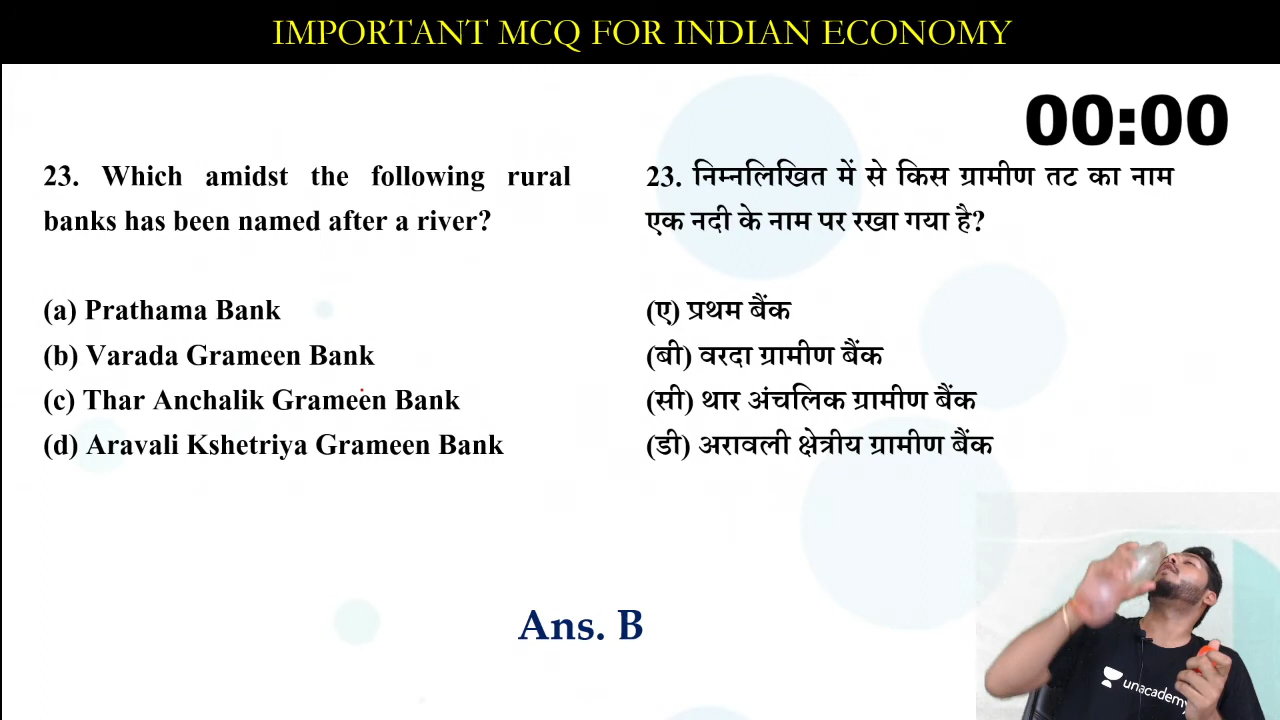 IMPORTANT MCQ FOR INDIAN ECONOMY
00:00
23. Which amidst the following rural
banks has been named after a river?
(a) Prathama Bank
(b) Varada Grameen Bank
(c) Thar Anchalik Grameen Bank
(d) Aravali Kshetriya Grameen Bank
23. निम्नलिखित में से किस ग्रामीण तट का नाम
एक नदी के नाम पर रखा गया है?
(ए) प्रथम बैंक
(बी) वरदा ग्रामीण बैंक
(सी) थार अंचलिक ग्रामीण बैंक
(डी) अरावली क्षेत्रीय ग्रामीण बैंक
Ans. B
unacademy